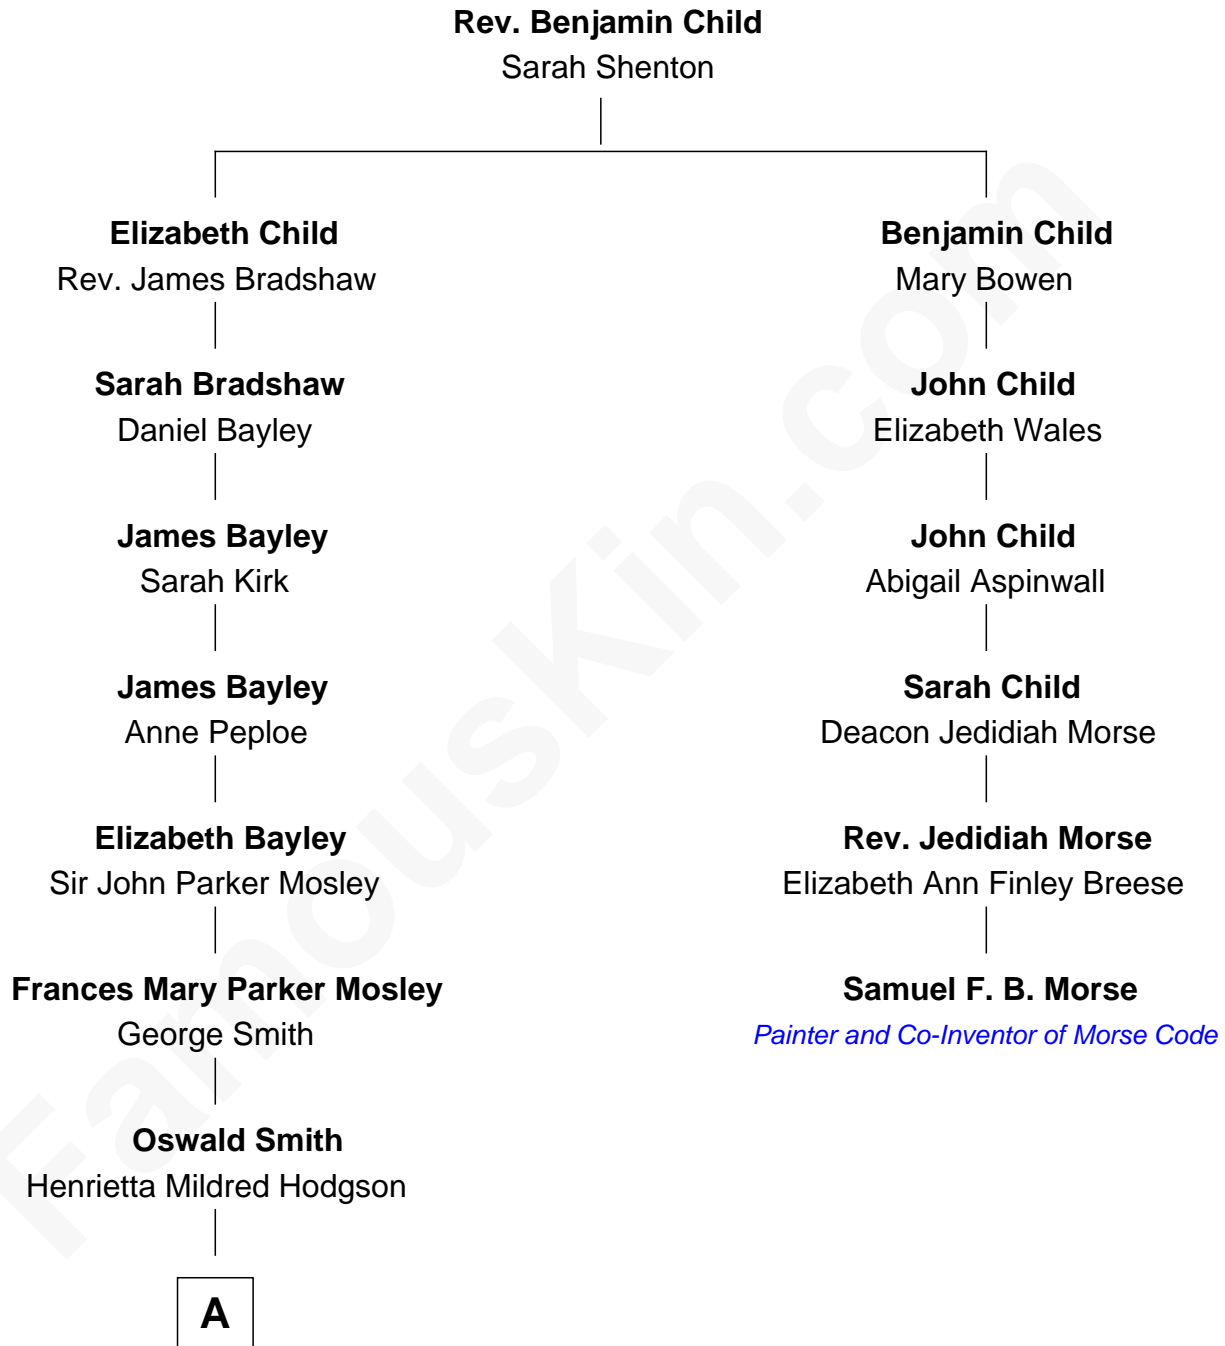 Rev. Benjamin Child
Sarah Shenton
Elizabeth Child
Rev. James Bradshaw
Sarah Bradshaw
Daniel Bayley
James Bayley
Sarah Kirk
James Bayley
Anne Peploe
Elizabeth Bayley
Sir John Parker Mosley
Frances Mary Parker Mosley
George Smith
Oswald Smith
Henrietta Mildred Hodgson
A
Benjamin Child
Mary Bowen
John Child
Elizabeth Wales
John Child
Abigail Aspinwall
Sarah Child
Deacon Jedidiah Morse
Rev. Jedidiah Morse
Elizabeth Ann Finley Breese
Samuel F. B. Morse
Painter and Co-Inventor of Morse Code
FamousKin.com